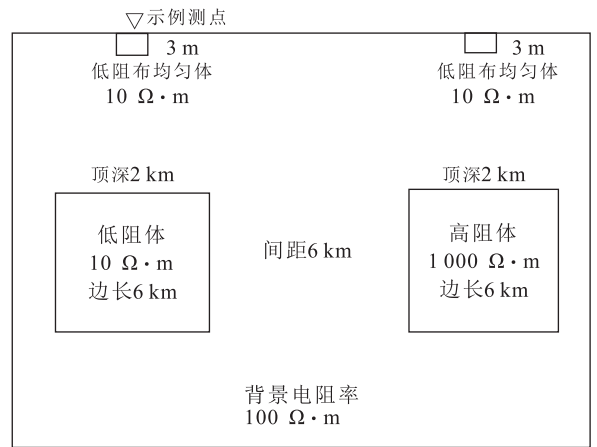 示例测点
3 m
低阻布均匀体
10 Ω·m
3 m
低阻布均匀体
10 Ω·m
顶深2 km
低阻体
10 Ω·m
边长6 km
间距6 km
顶深2 km
高阻体
1 000 Ω·m
边长6 km
背景电阻率
100 Ω·m